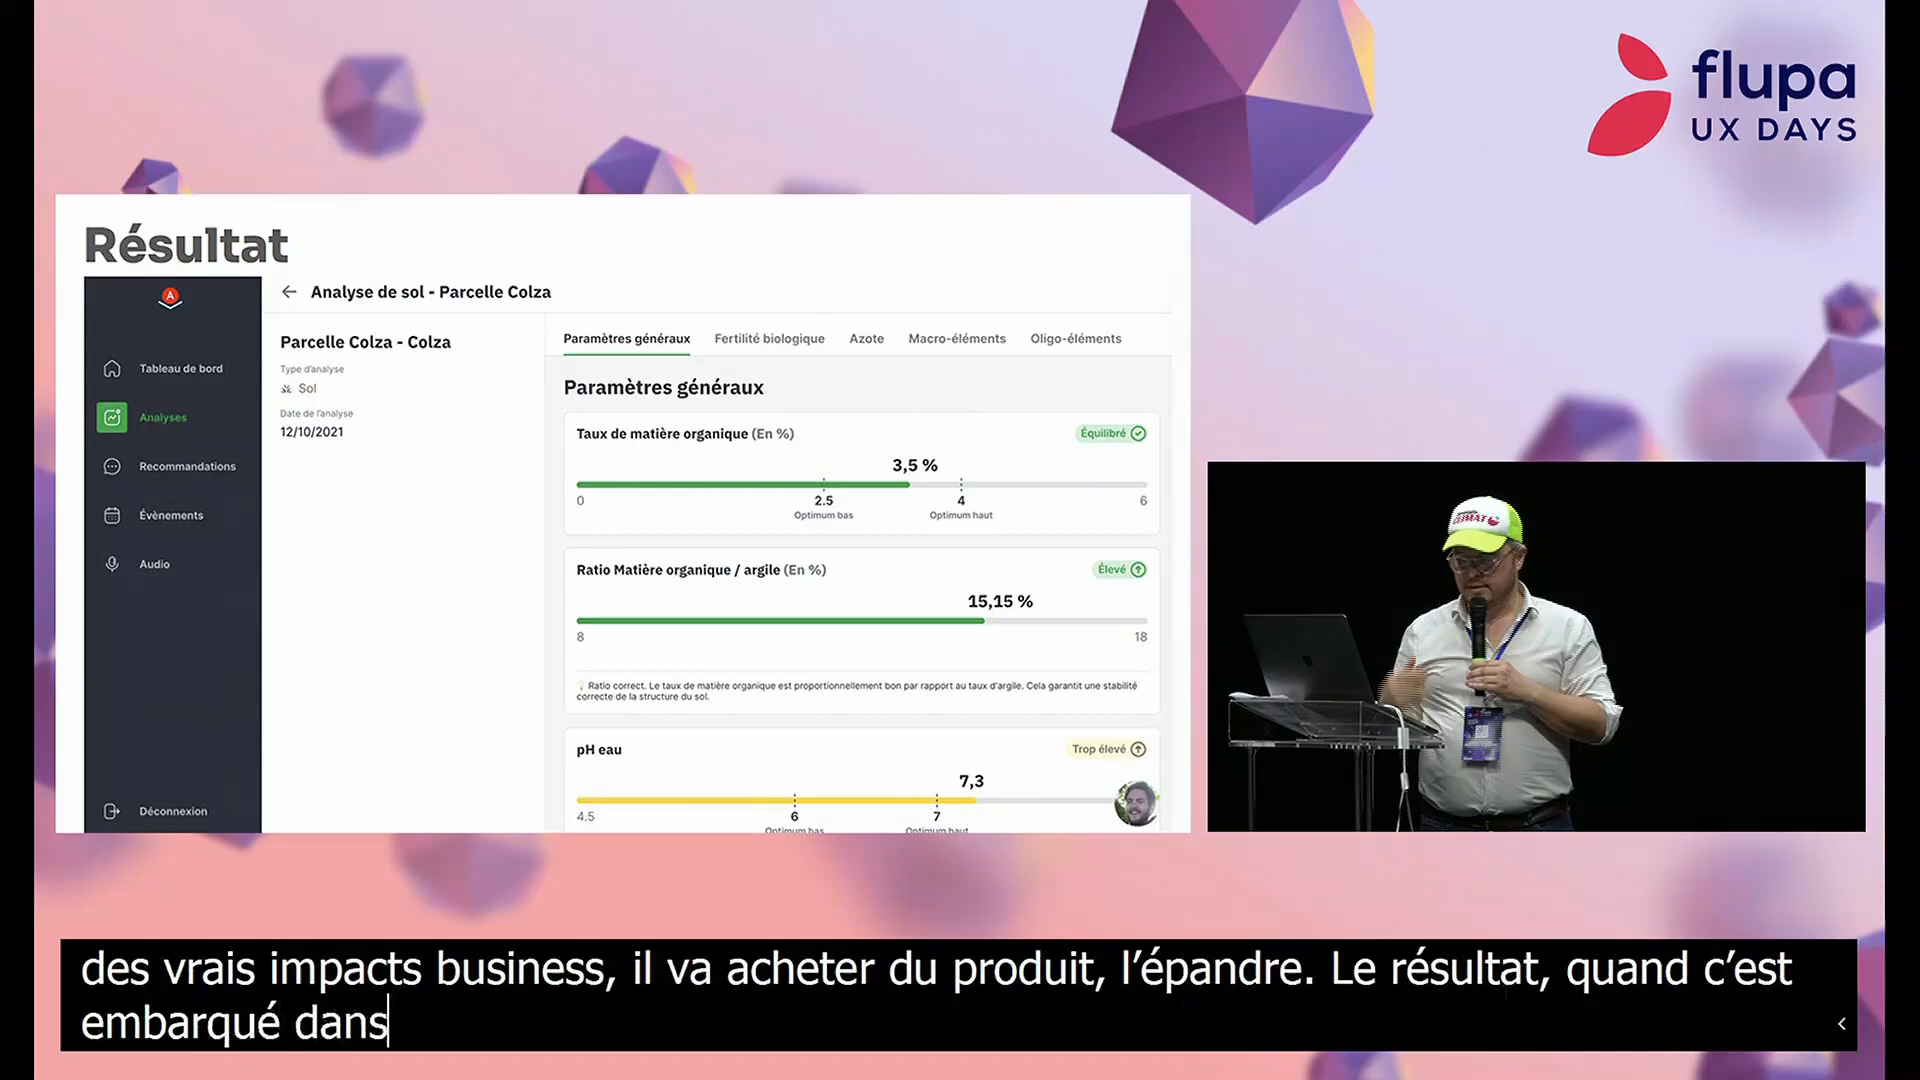 flupa
UX DAYS
Résultat
A
Analyse de sol - Parcelle Colza
Tableau de bord
Analyses
Recommandations
Évènements
Audio
Déconnexion
Parcelle Colza - Colza
Type d'analyse
Sol
Date de l'analyse
12/10/2021
Paramètres généraux
Fertilité biologique
Azote
Macro-éléments
Oligo-éléments
Paramètres généraux
Taux de matière organique (En %)
Équilibré
3,5 %
0
2.5
4
6
Optimum bas
Optimum haut
Ratio Matière organique / argile (En %)
Élevé
15,15 %
8
18
Ratio correct. Le taux de matière organique est proportionnellement bon par rapport au taux d'argile. Cela garantit une stabilité
correcte de la structure du sol.
pH eau
Trop élevé
7,3
4.5
6
7
Optimum bas
Optimum haut
CLIMAT
des vrais impacts business, il va acheter du produit, l’épandre. Le résultat, quand c’est
embarqué dans